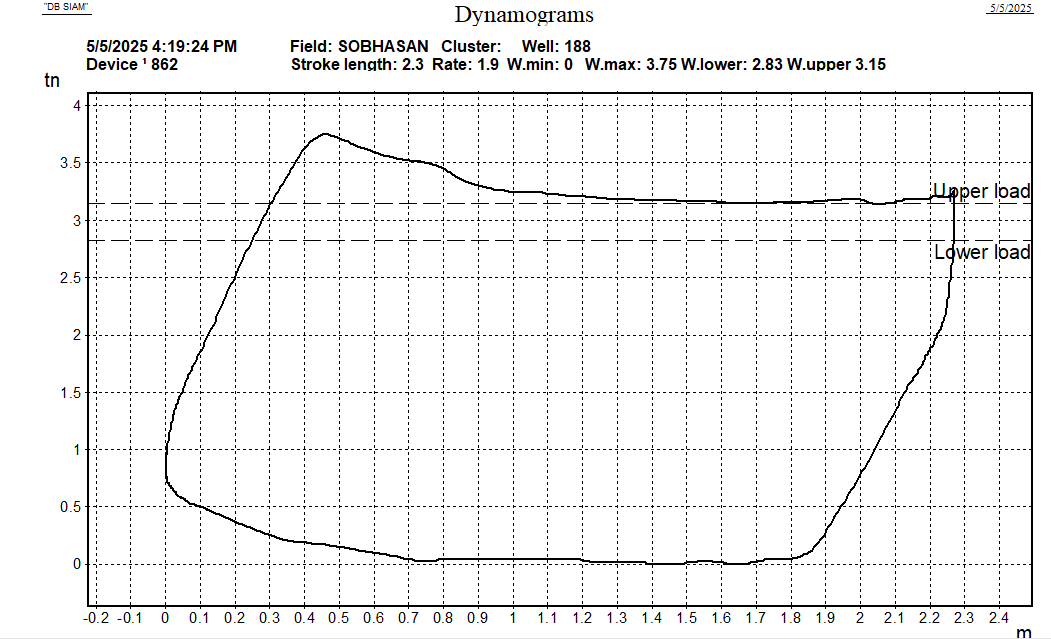 "DB SIAM"
5/5/2025
Dynamograms
5/5/2025 4:19:24 PM Field: SOBHASAN Cluster: Well: 188
Device ¹ 862 Stroke length: 2.3 Rate: 1.9 W.min: 0 W.max: 3.75 W.lower: 2.83 W.upper 3.15
tn
4
3.5
Upper load
3
Lower load
2.5
2
1.5
1
0.5
0
-0.2 -0.1 0 0.1 0.2 0.3 0.4 0.5 0.6 0.7 0.8 0.9 1 1.1 1.2 1.3 1.4 1.5 1.6 1.7 1.8 1.9 2 2.1 2.2 2.3 2.4
m